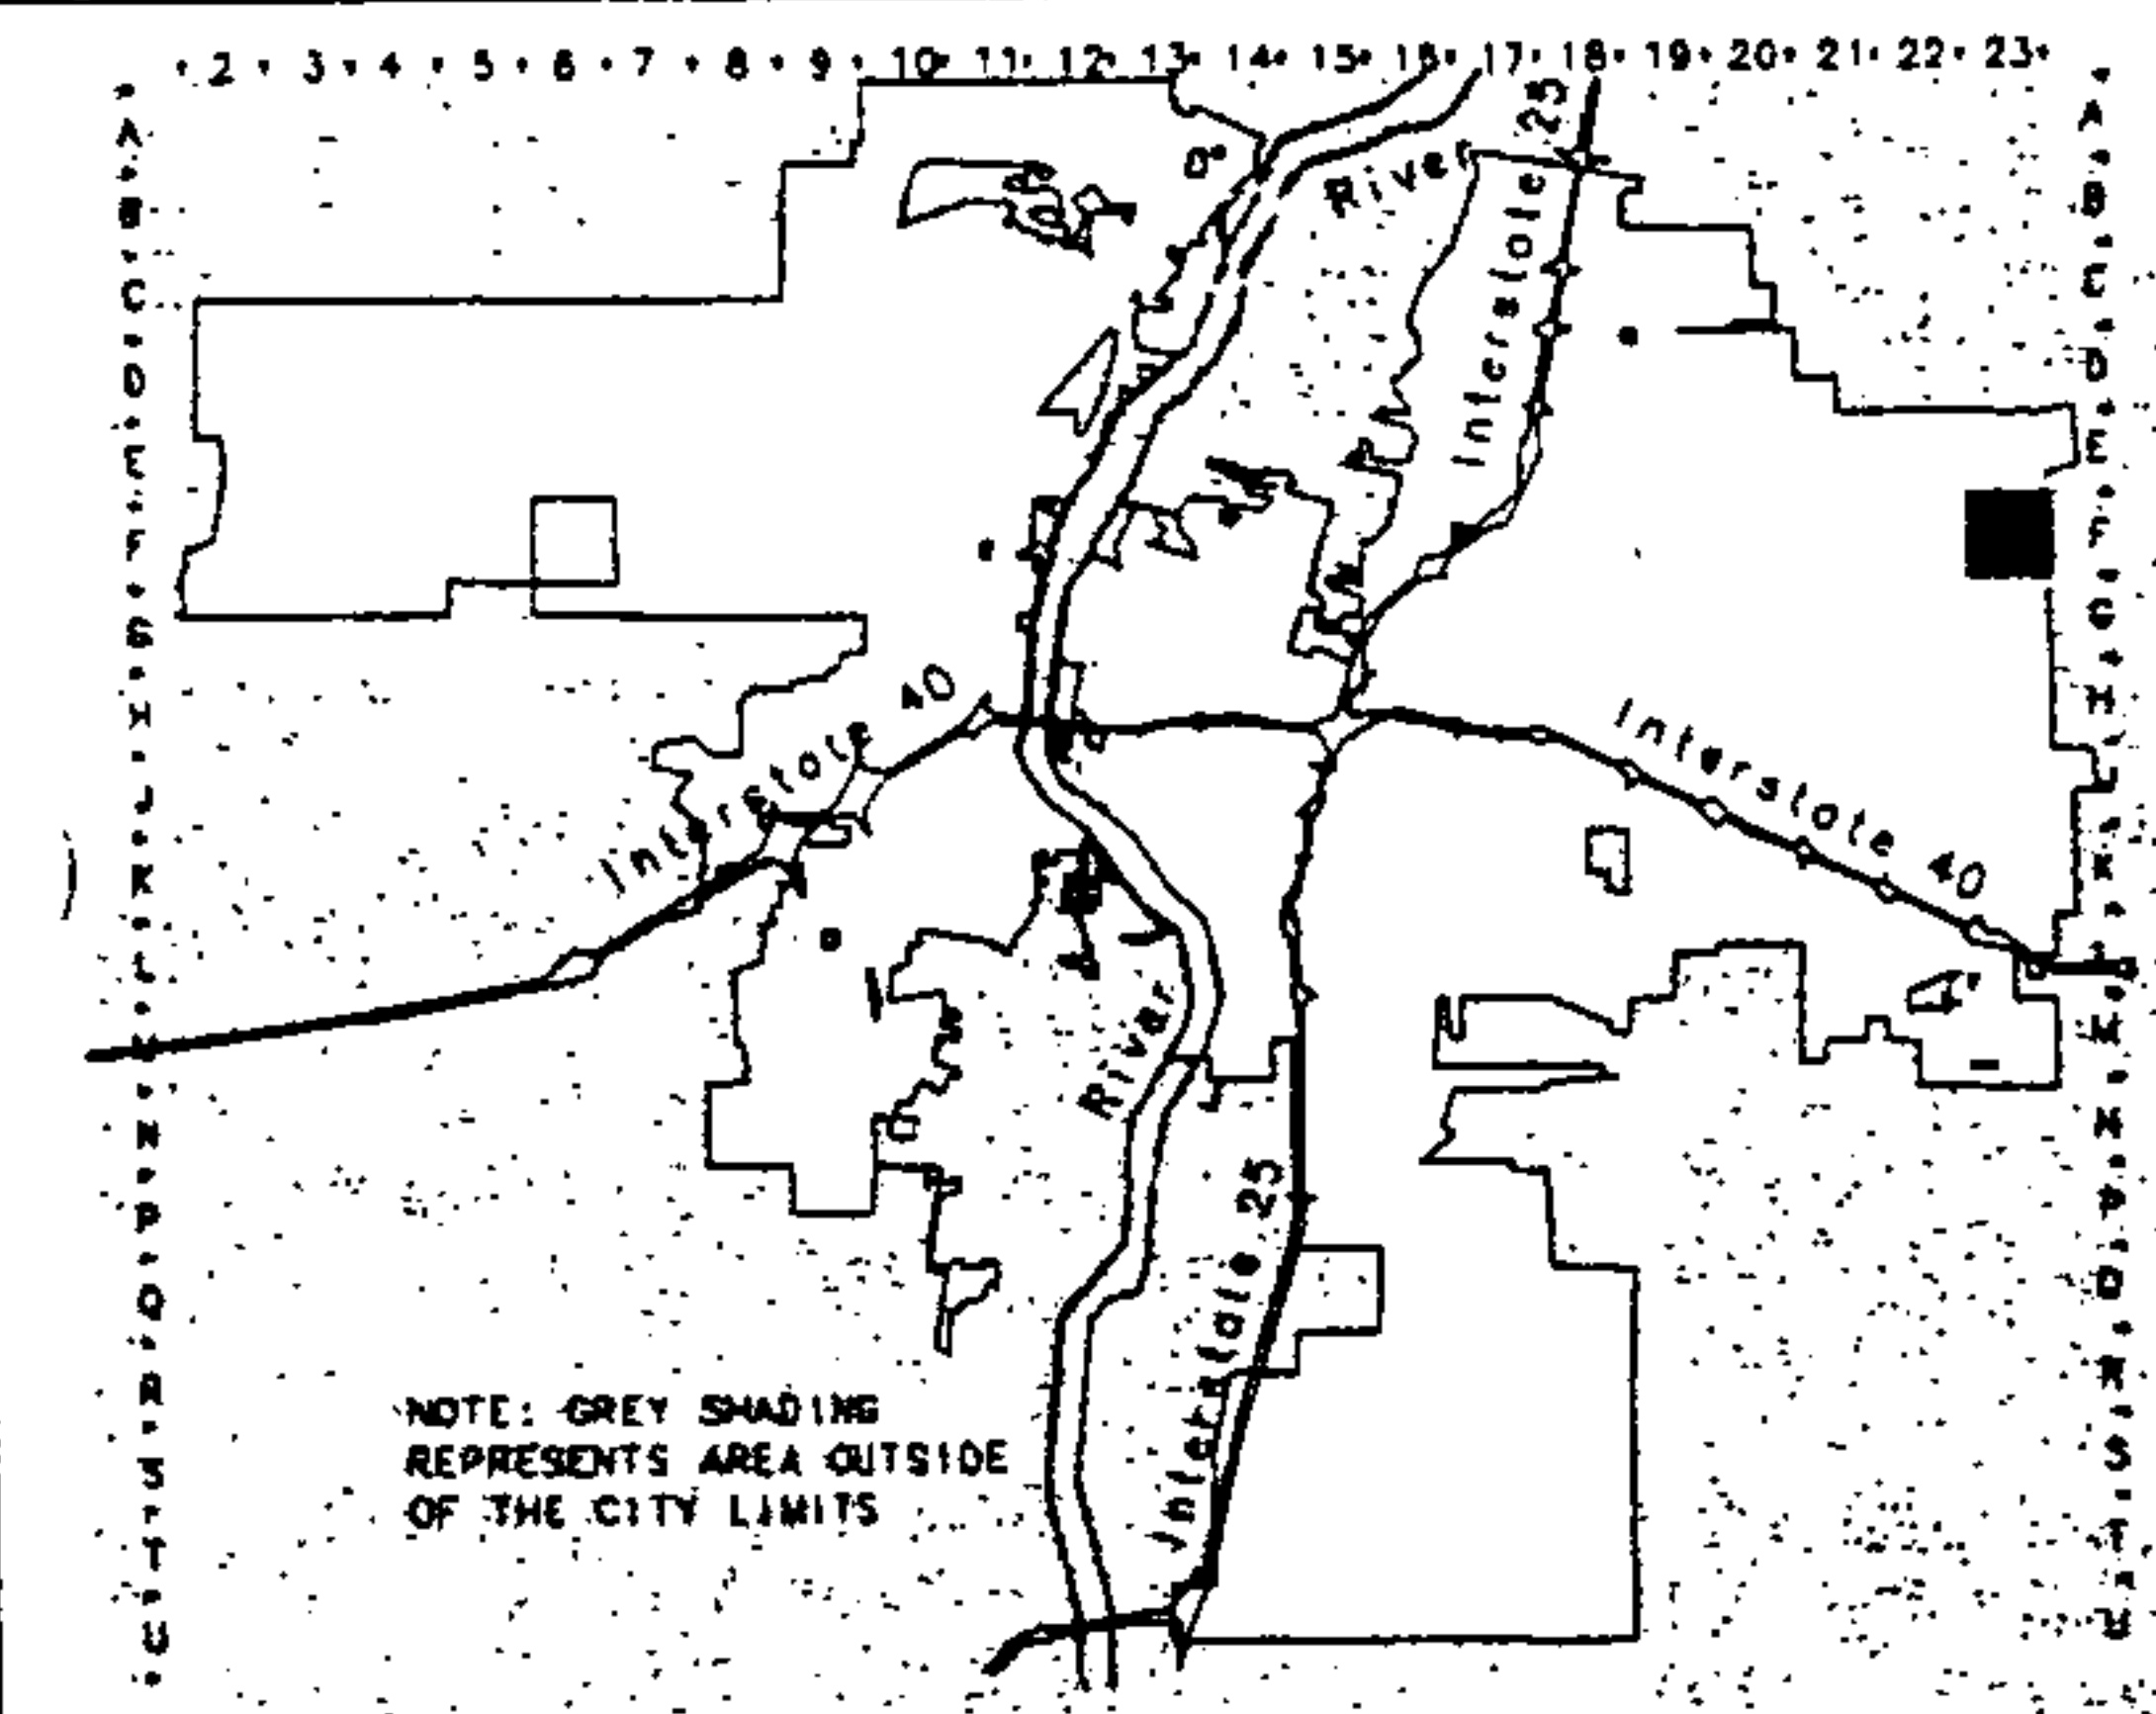 2 3 4 5 6 7 8 9 10 11 12 13 14 15 16 17 18 19 20 21 22 23
A A
B B
C C
D D
E E
F F
G G
H H
J
K K
L L
M M
N N
P P
Q Q
R R
S S
T T
U U
River
Interstate 25
Interstate 40
Interstate 40
River
Interstate 25
NOTE: GREY SHADING
REPRESENTS AREA OUTSIDE
OF THE CITY LIMITS